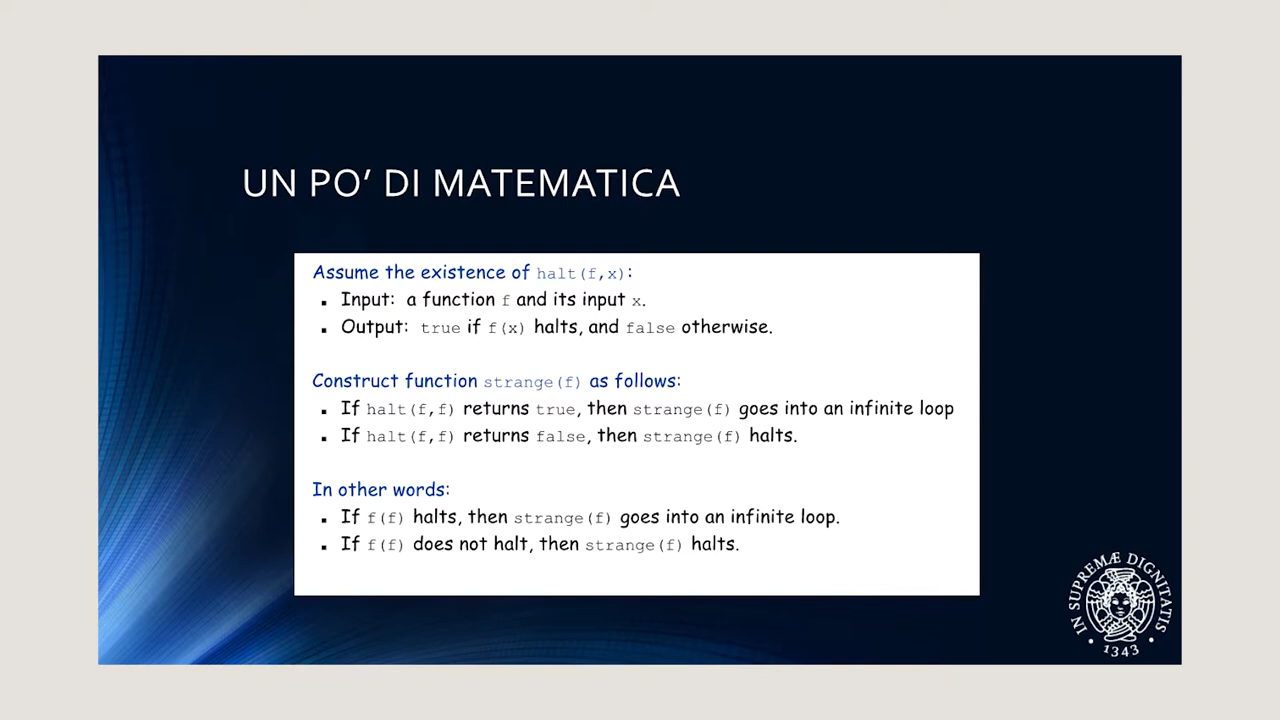 UN PO’ DI MATEMATICA
Assume the existence of halt(f,x):
▪ Input: a function f and its input x.
▪ Output: true if f(x) halts, and false otherwise.
Construct function strange(f) as follows:
▪ If halt(f,f) returns true, then strange(f) goes into an infinite loop
▪ If halt(f,f) returns false, then strange(f) halts.
In other words:
▪ If f(f) halts, then strange(f) goes into an infinite loop.
▪ If f(f) does not halt, then strange(f) halts.
IN SUPREMÆ DIGNITATIS
• 1343 •